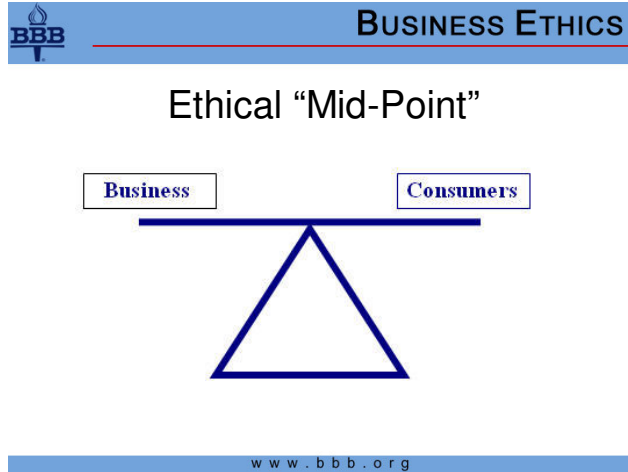 BBB
BUSINESS ETHICS
Ethical “Mid-Point”
Business
Consumers
www.bbb.org